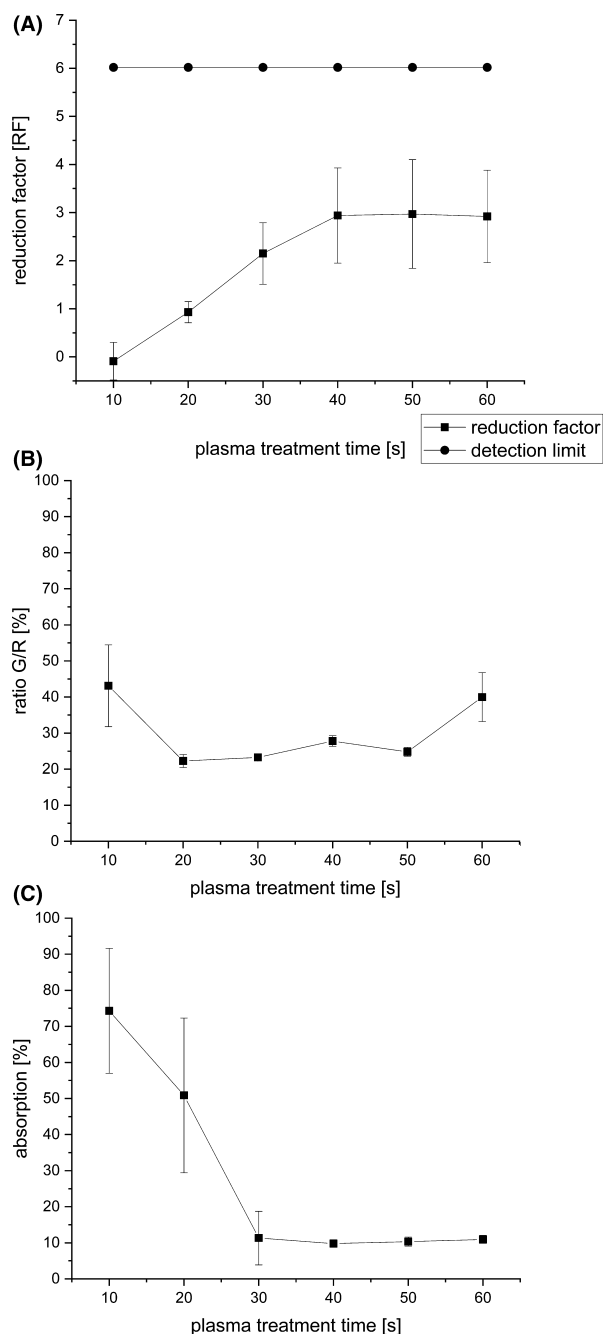 (A)
7
6
5
4
3
2
1
0
reduction factor [RF]
10 20 30 40 50 60
plasma treatment time [s]
reduction factor
detection limit
(B)
100
90
80
70
60
50
40
30
20
10
0
ratio G/R [%]
10 20 30 40 50 60
plasma treatment time [s]
(C)
100
90
80
70
60
50
40
30
20
10
0
absorption [%]
10 20 30 40 50 60
plasma treatment time [s]